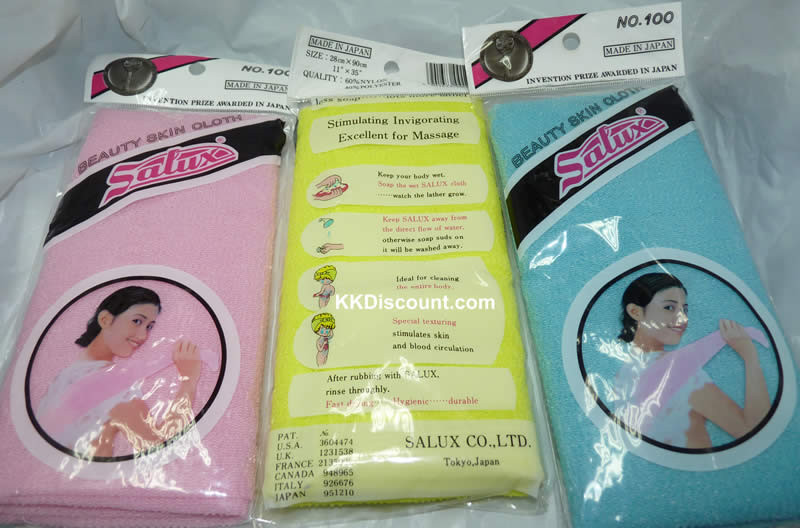 NO. 100
MADE IN JAPAN
INVENTION PRIZE AWARDED IN JAPAN
BEAUTY SKIN CLOTH
Salux
MADE IN JAPAN
SIZE: 28cm×90cm
11"×35"
QUALITY: 60% NYLON
40% POLYESTER
less soap
Stimulating Invigorating
Excellent for Massage
Keep your body wet.
Soap the wet SALUX cloth
······watch the lather grow.
Keep SALUX away from
the direct flow of water,
otherwise soap suds on
it will be washed away.
Ideal for cleaning
the entire body.
KKDiscount.com
Special texturing
stimulates skin
and blood circulation
After rubbing with SALUX,
rinse throughly.
Fast drying Hygienic······durable
PAT. №
U.S.A. 3604474
U.K. 1231538
FRANCE
CANADA 948965
ITALY 926676
JAPAN 951210
SALUX CO.,LTD.
Tokyo,Japan
NO.100
MADE IN JAPAN
INVENTION PRIZE AWARDED IN JAPAN
BEAUTY SKIN CLOTH
Salux